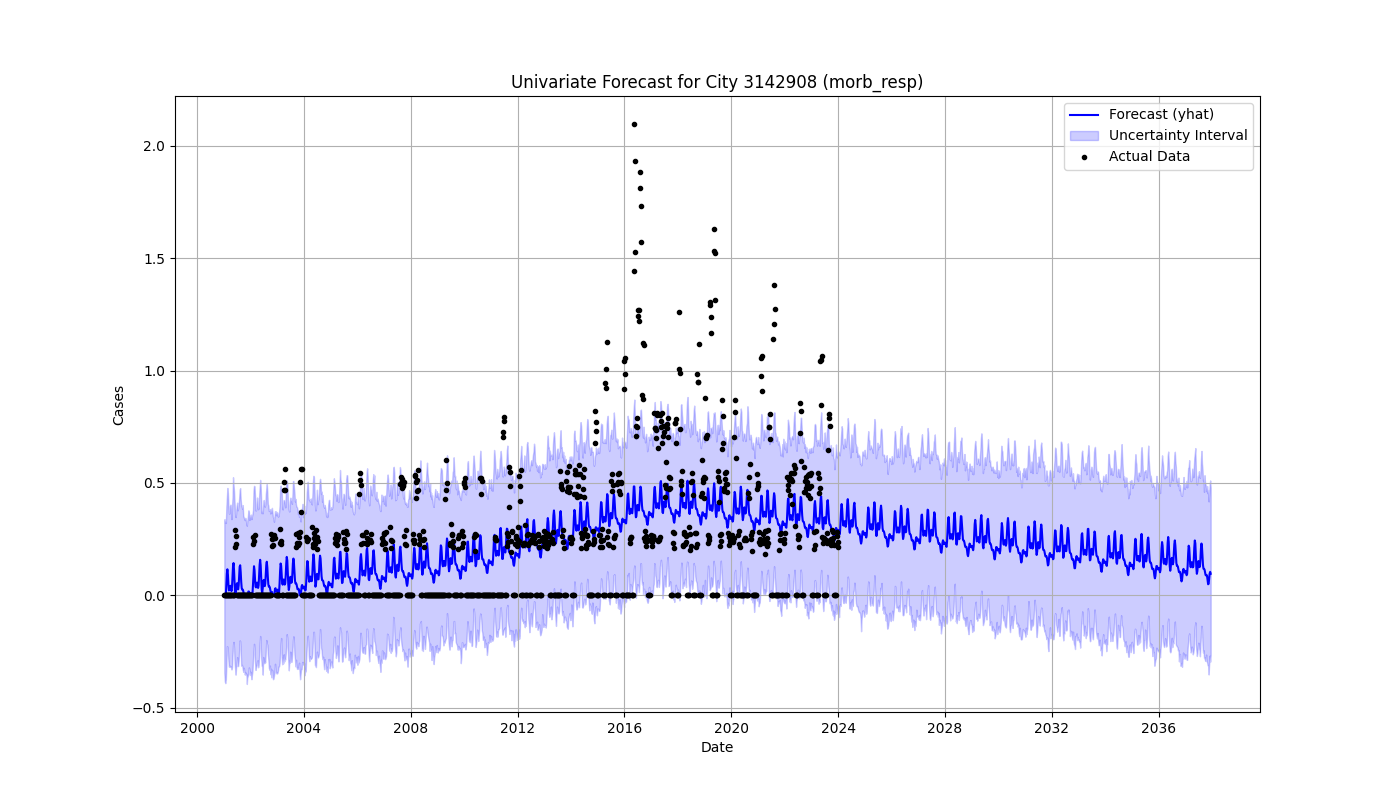 Univariate Forecast for City 3142908 (morb_resp)
Forecast (yhat)
Uncertainty Interval
Actual Data
2.0
1.5
1.0
0.5
0.0
−0.5
Cases
2000 2004 2008 2012 2016 2020 2024 2028 2032 2036
Date